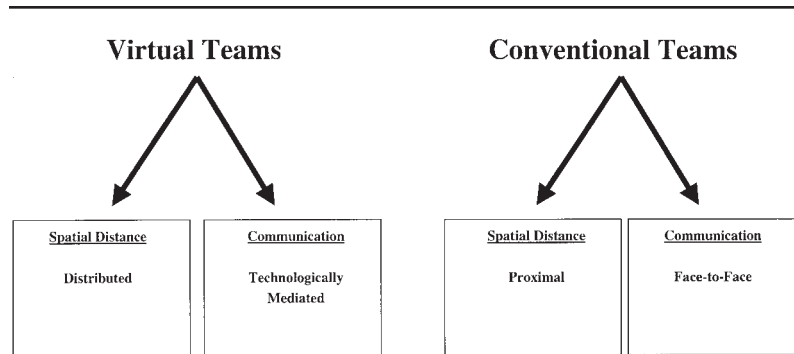 Virtual Teams
Conventional Teams
Spatial Distance
Distributed
Communication
Technologically
Mediated
Spatial Distance
Proximal
Communication
Face-to-Face